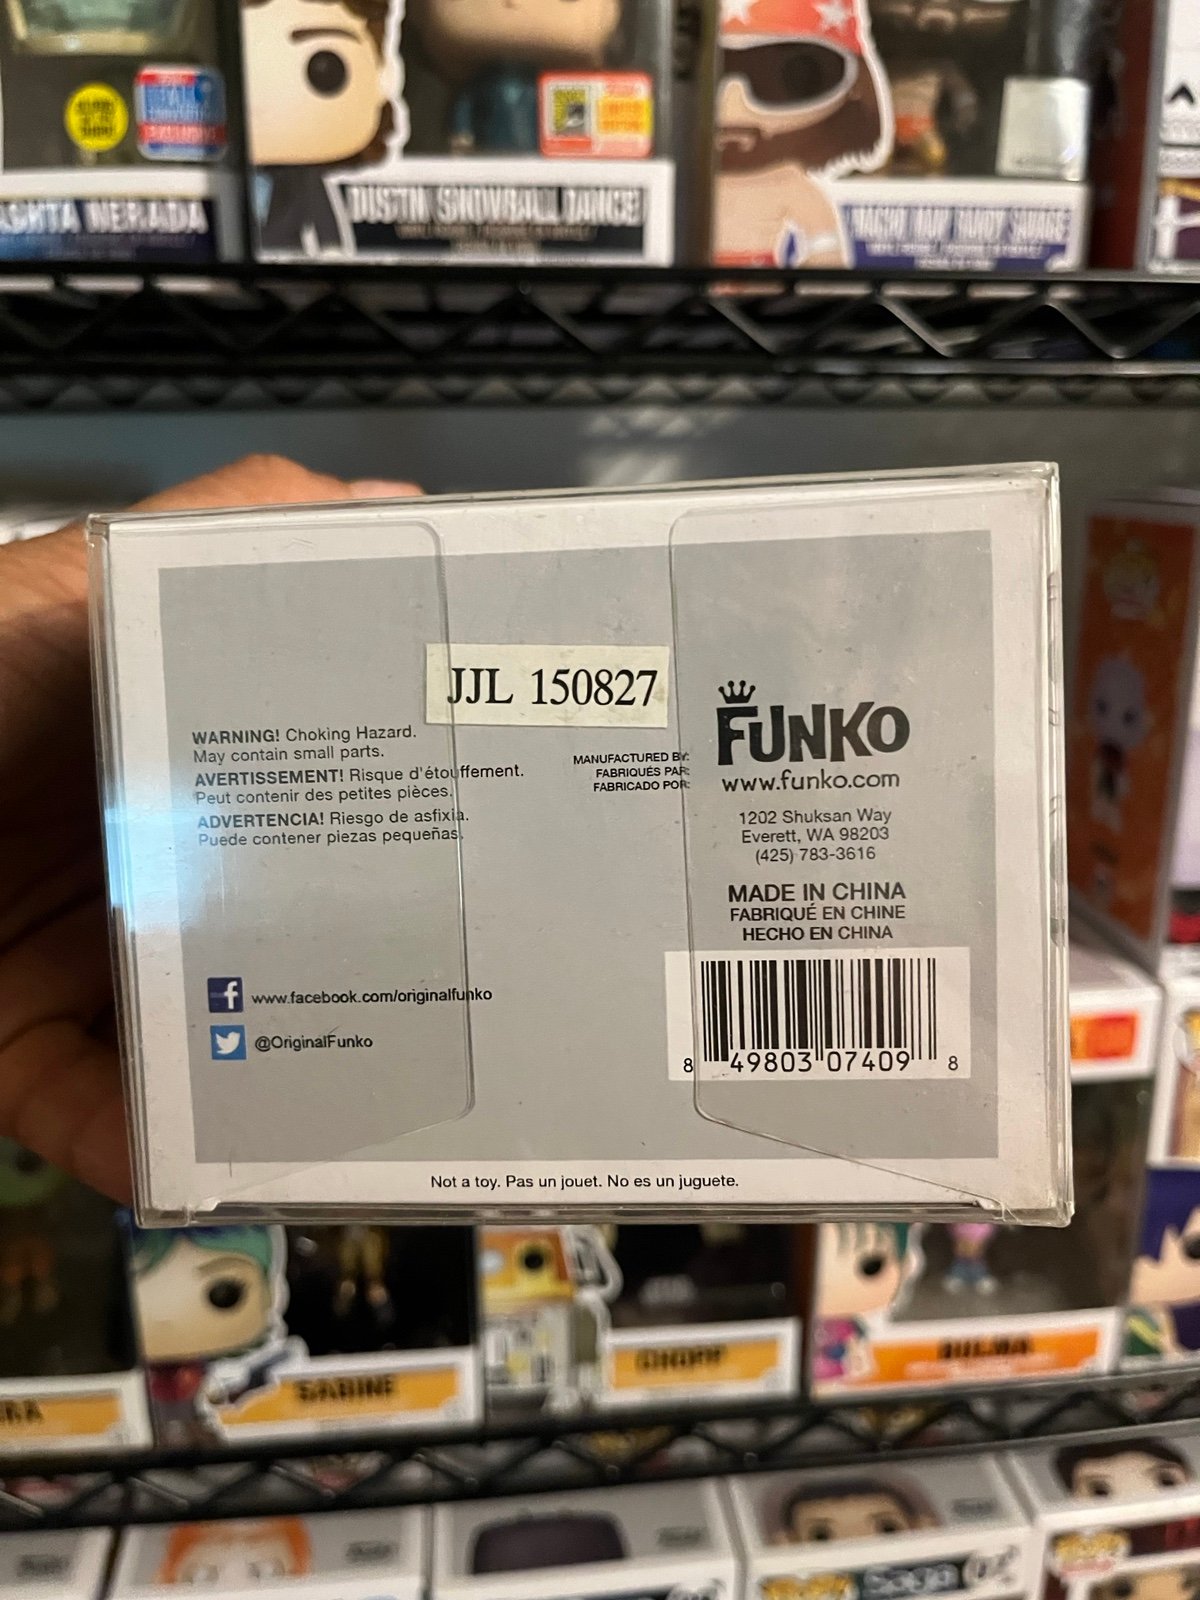 DUSTIN SNOWBALL DANCE
JJL 150827
WARNING! Choking Hazard.
May contain small parts.
AVERTISSEMENT! Risque d'étouffement.
Peut contenir des petites pièces.
ADVERTENCIA! Riesgo de asfixia.
Puede contener piezas pequeñas.
MANUFACTURED BY:
FABRIQUÉS PAR:
FABRICADO POR:
FUNKO
www.funko.com
1202 Shuksan Way
Everett, WA 98203
(425) 783-3616
MADE IN CHINA
FABRIQUÉ EN CHINE
HECHO EN CHINA
f www.facebook.com/originalfunko
@OriginalFunko
8 49803 07409 8
Not a toy. Pas un jouet. No es un juguete.
SABINE
CHOPP
BULMA
Saga